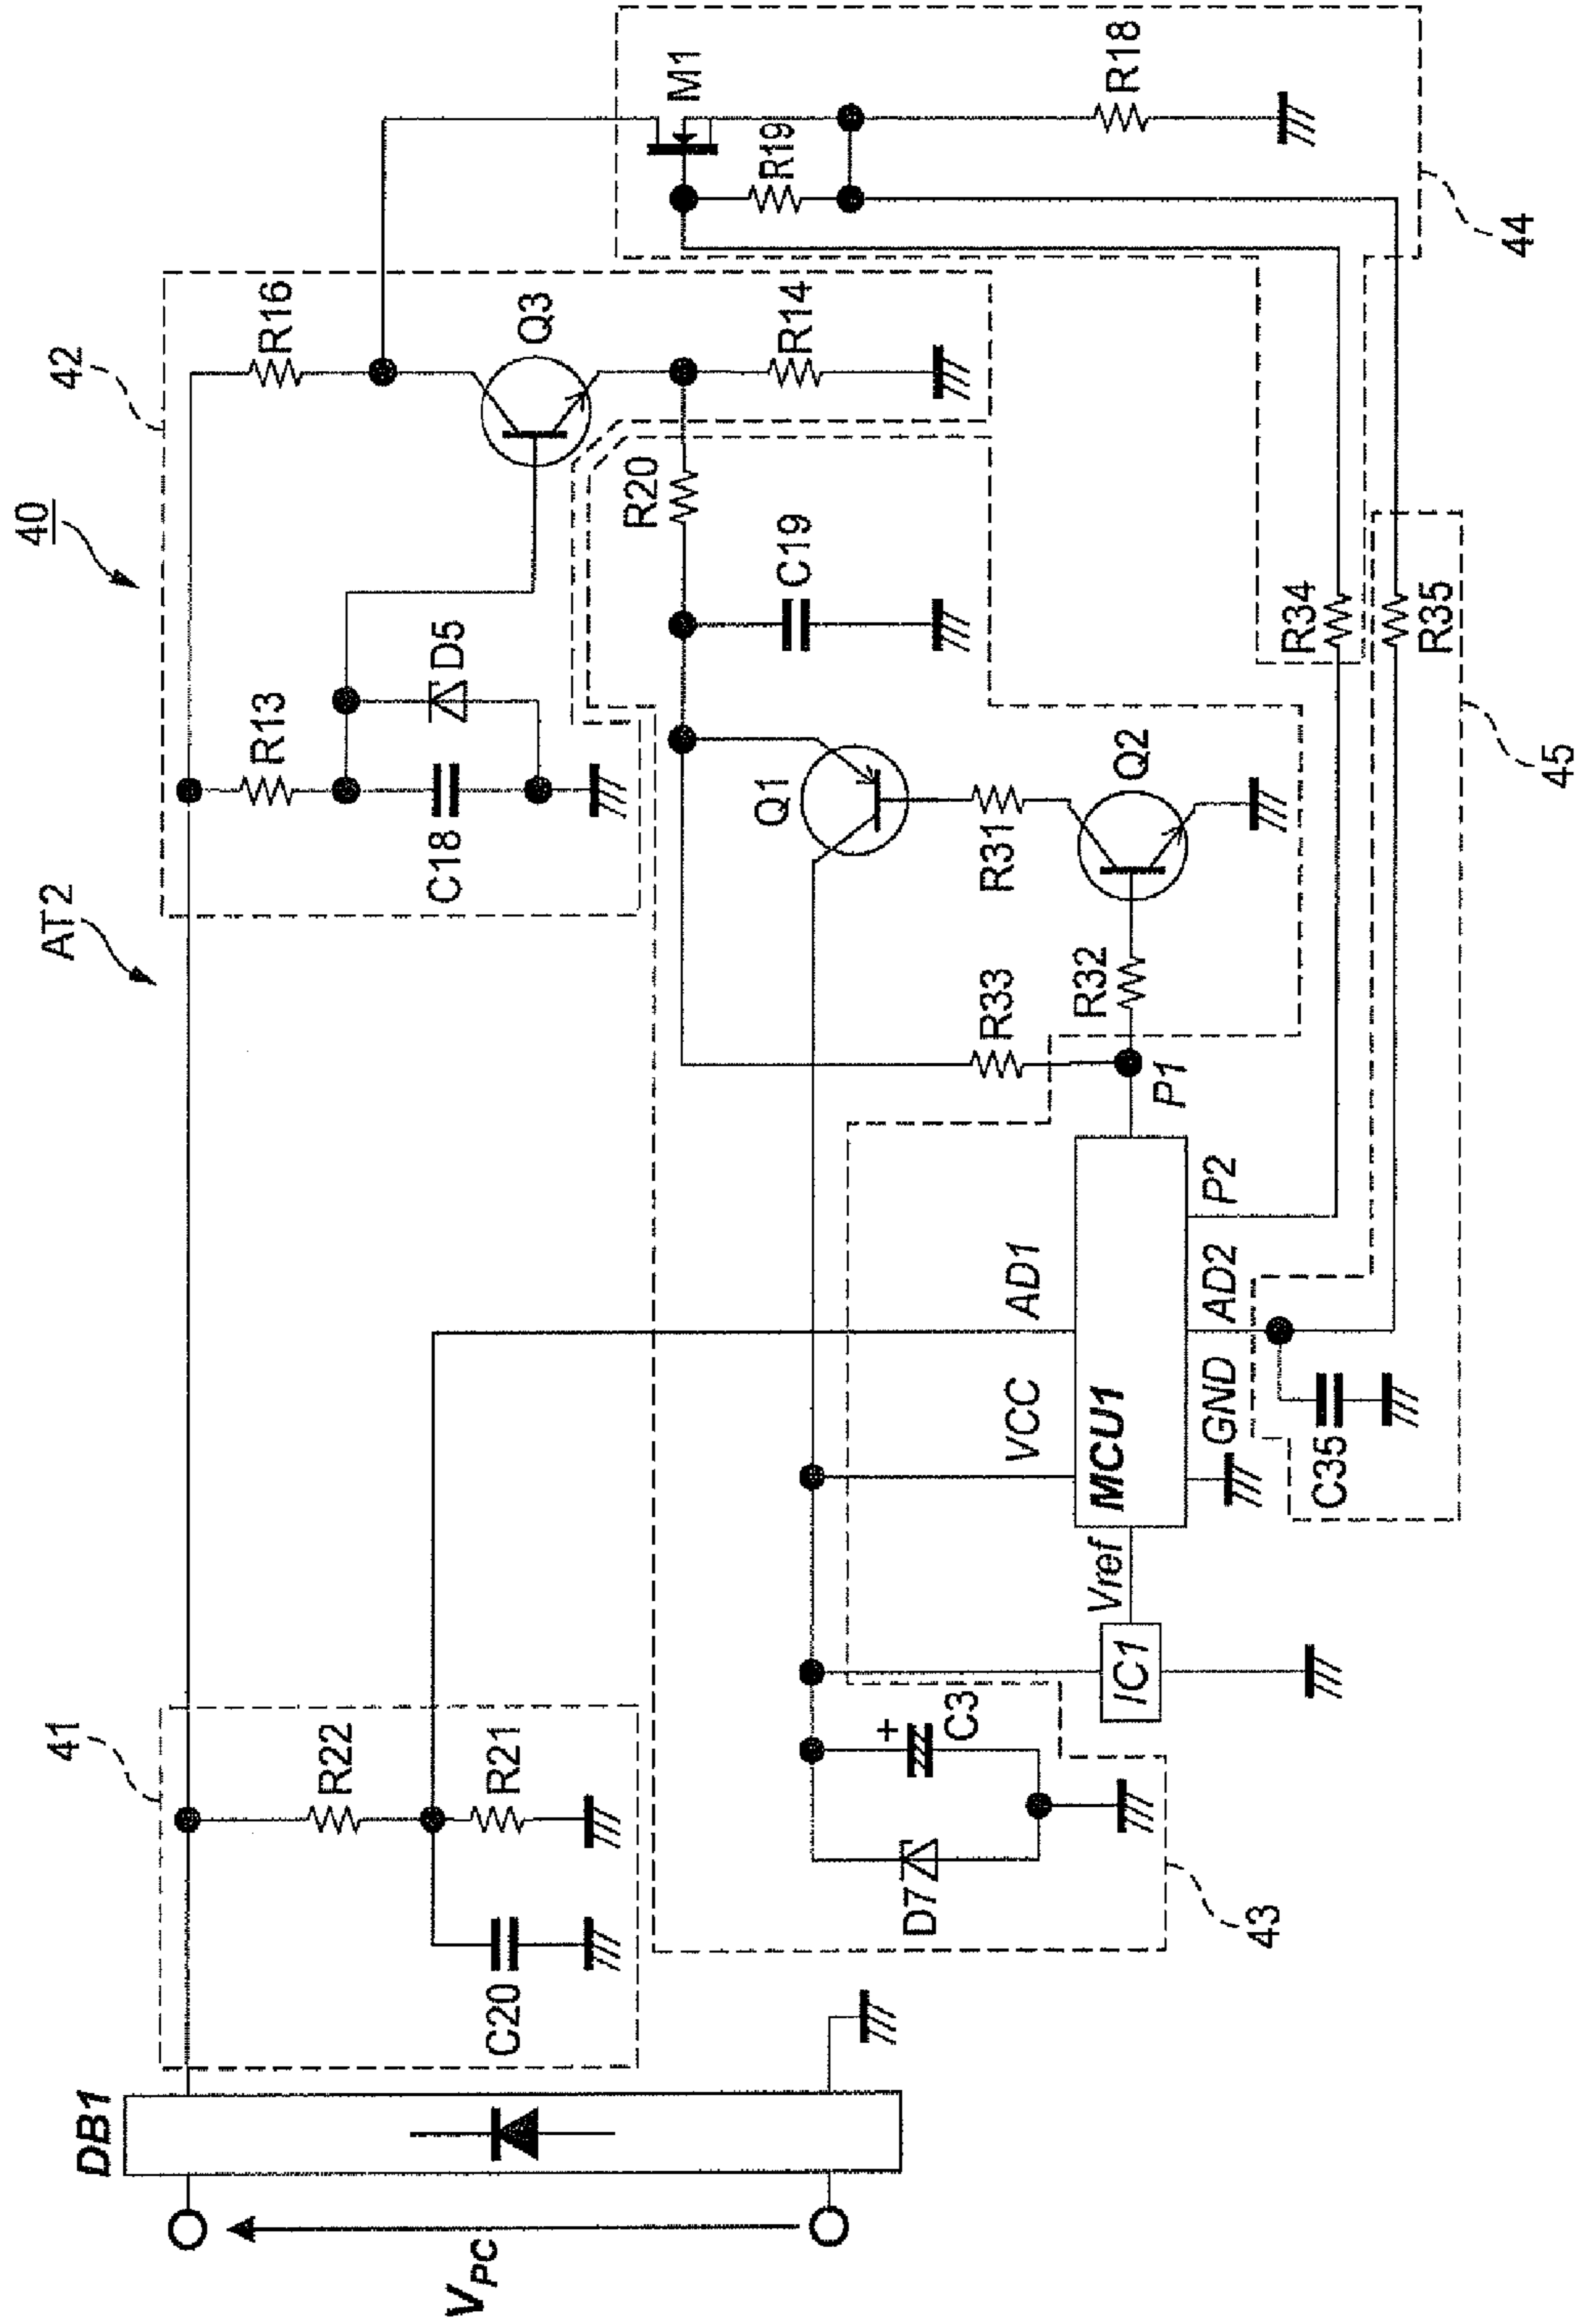 40
AT2
42
41
DB1
V_PC
R16
R13
Q3
D5
C18
R14
R20
C19
R22
R21
C20
M1
R19
R18
44
Q1
Q2
R31
R32
R33
P1
AD1
VCC
MCU1
P2
AD2
GND
Vref
IC1
+
C3
D7
43
C35
R34
R35
45